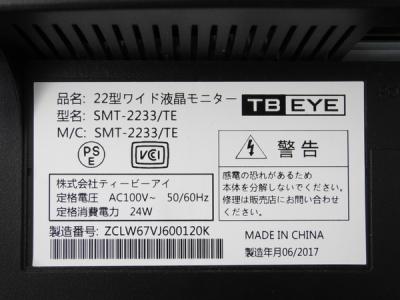 品名: 22型ワイド液晶モニター
TB EYE
型名: SMT-2233/TE
M/C: SMT-2233/TE
PS
E
VCI
警告
感電の恐れがあるため
本体を分解しないでください。
修理は販売店にお問い合わせ
ください。
株式会社ティービーアイ
定格電圧 AC100V~ 50/60Hz
定格消費電力 24W
製造番号: ZCLW67VJ600120K
MADE IN CHINA
製造年月06/2017